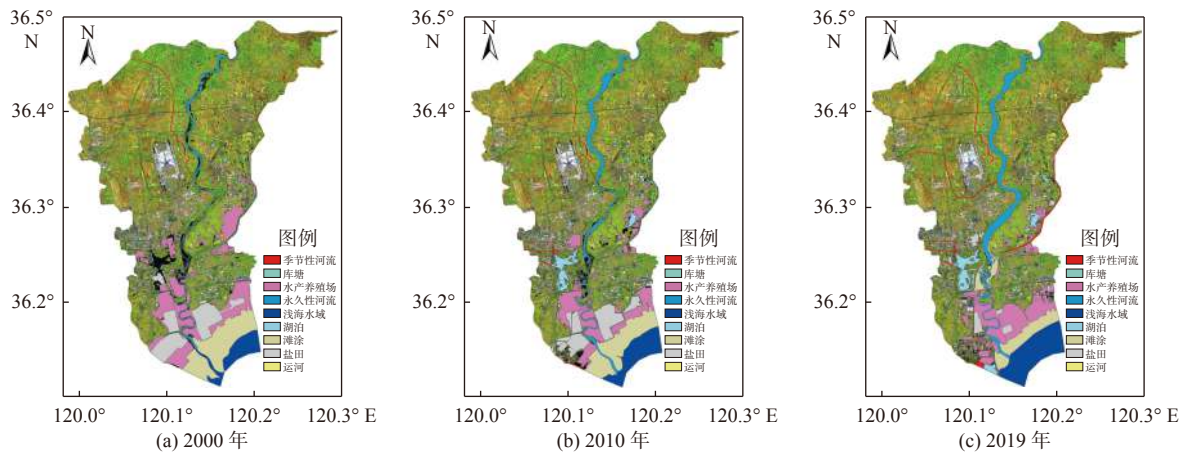 36.5°
N
N
36.4°
36.3°
36.2°
图例
季节性河流
库塘
水产养殖场
永久性河流
浅海水域
湖泊
滩涂
盐田
运河
120.0° 120.1° 120.2° 120.3° E
(a) 2000 年
36.5°
N
N
36.4°
36.3°
36.2°
图例
季节性河流
库塘
水产养殖场
永久性河流
浅海水域
湖泊
滩涂
盐田
运河
120.0° 120.1° 120.2° 120.3° E
(b) 2010 年
36.5°
N
N
36.4°
36.3°
36.2°
图例
季节性河流
库塘
水产养殖场
永久性河流
浅海水域
湖泊
滩涂
盐田
运河
120.0° 120.1° 120.2° 120.3° E
(c) 2019 年